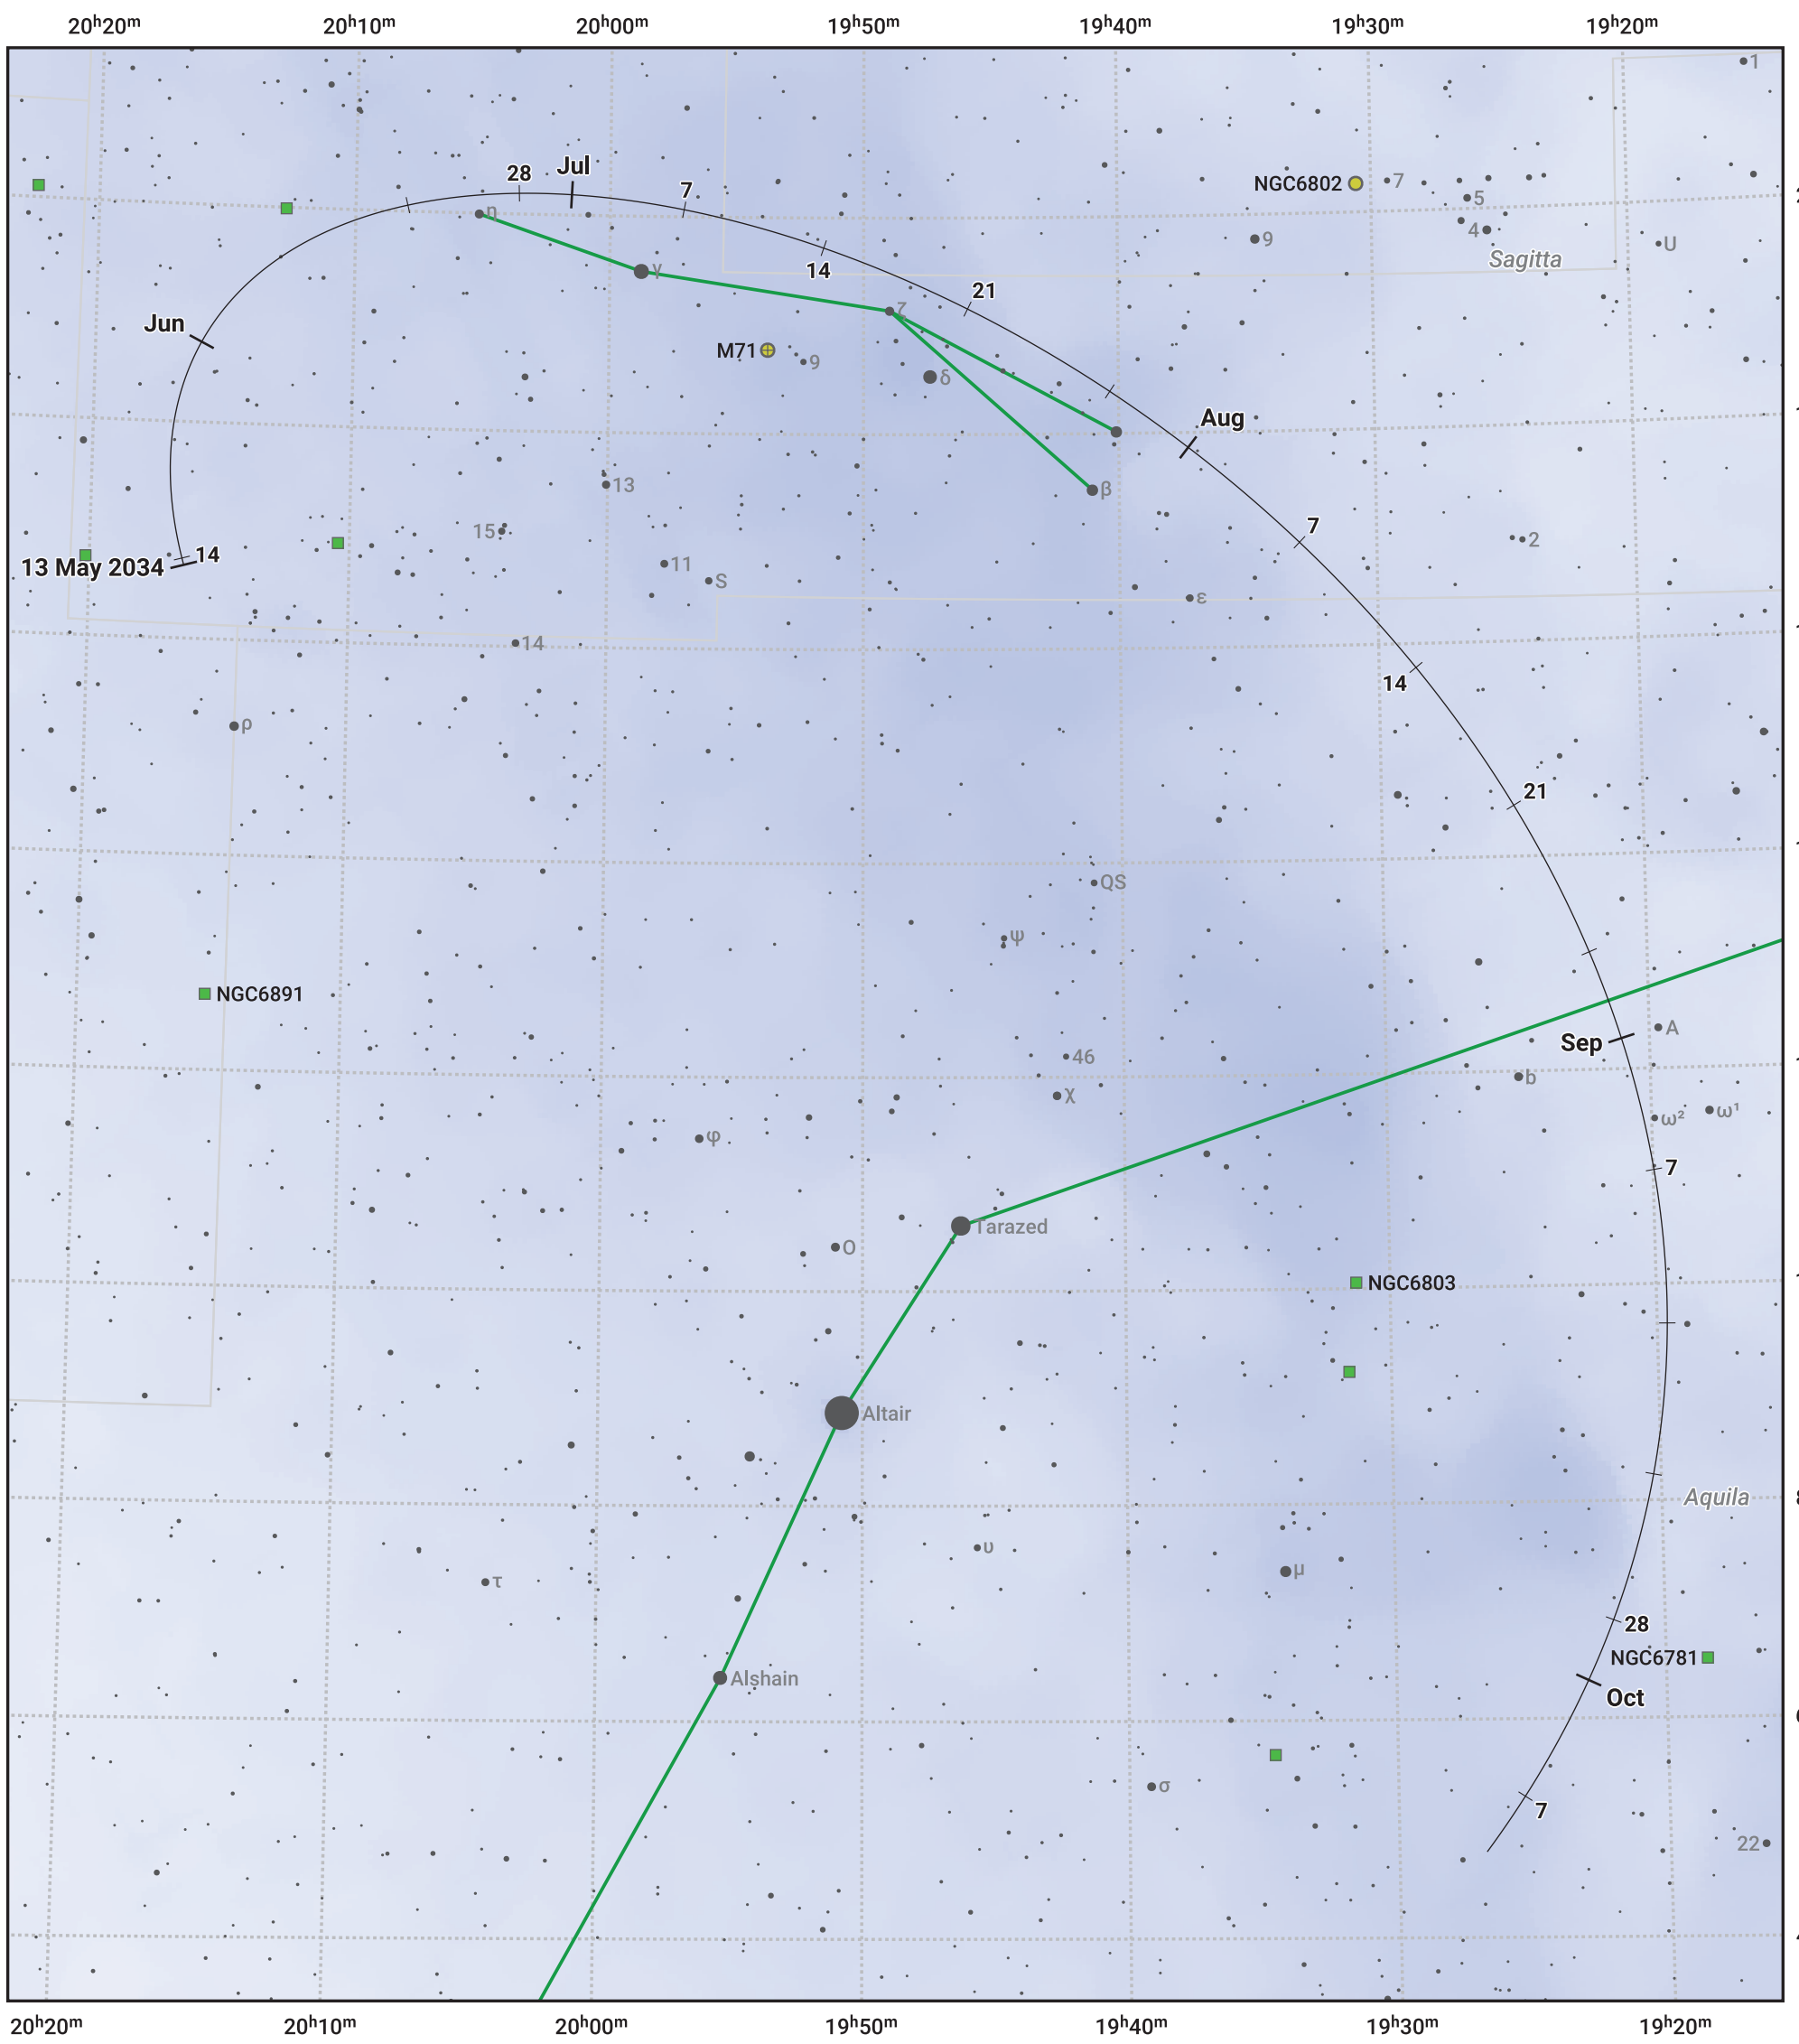 20ʰ20ᵐ 20ʰ10ᵐ 20ʰ00ᵐ 19ʰ50ᵐ 19ʰ40ᵐ 19ʰ30ᵐ 19ʰ20ᵐ
1
28 Jul
7
NGC6802
7
5
η
4
9
U
Sagitta
γ
14
21
ζ
Jun
M71
9
δ
Aug
13
β
15
7
2
14
13 May 2034
11
S
ε
14
14
ρ
21
QS
ψ
NGC6891
A
Sep
46
b
χ
ω²
ω¹
φ
7
Tarazed
O
NGC6803
Altair
Aquila
υ
μ
τ
28
NGC6781
Alshain
Oct
σ
7
22
20ʰ20ᵐ 20ʰ10ᵐ 20ʰ00ᵐ 19ʰ50ᵐ 19ʰ40ᵐ 19ʰ30ᵐ 19ʰ20ᵐ